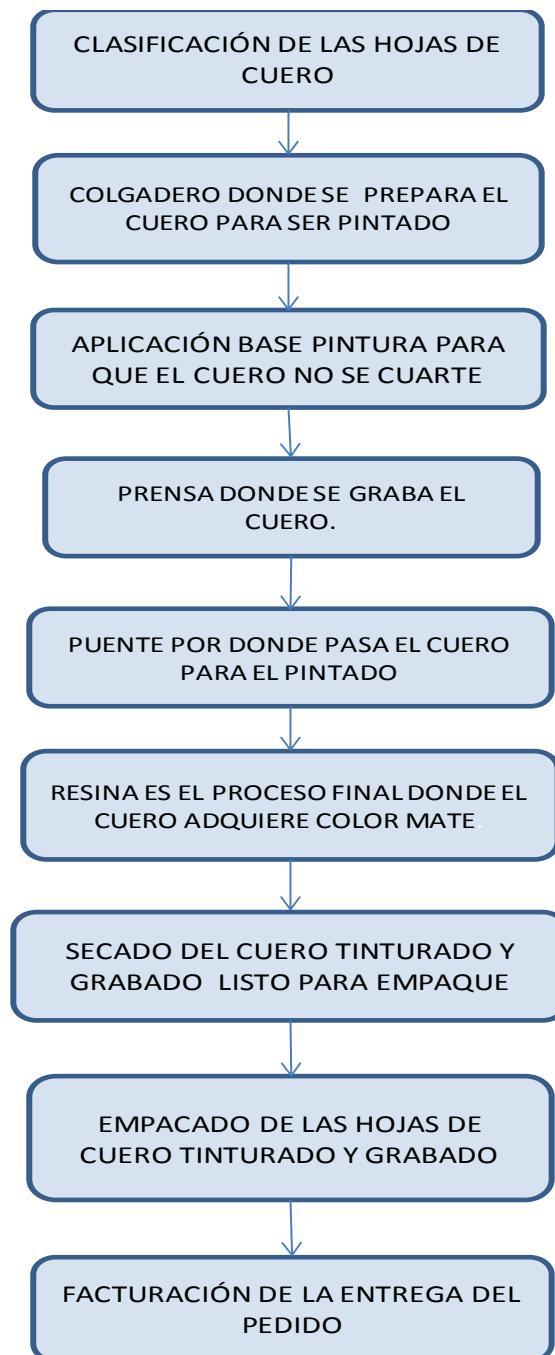 CLASIFICACIÓN DE LAS HOJAS DE
CUERO
COLGADERO DONDE SE PREPARA EL
CUERO PARA SER PINTADO
APLICACIÓN BASE PINTURA PARA
QUE EL CUERO NO SE CUARTE
PRENSA DONDE SE GRABA EL
CUERO.
PUENTE POR DONDE PASA EL CUERO
PARA EL PINTADO
RESINA ES EL PROCESO FINAL DONDE EL
CUERO ADQUIERE COLOR MATE.
SECADO DEL CUERO TINTURADO Y
GRABADO LISTO PARA EMPAQUE
EMPACADO DE LAS HOJAS DE
CUERO TINTURADO Y GRABADO
FACTURACIÓN DE LA ENTREGA DEL
PEDIDO